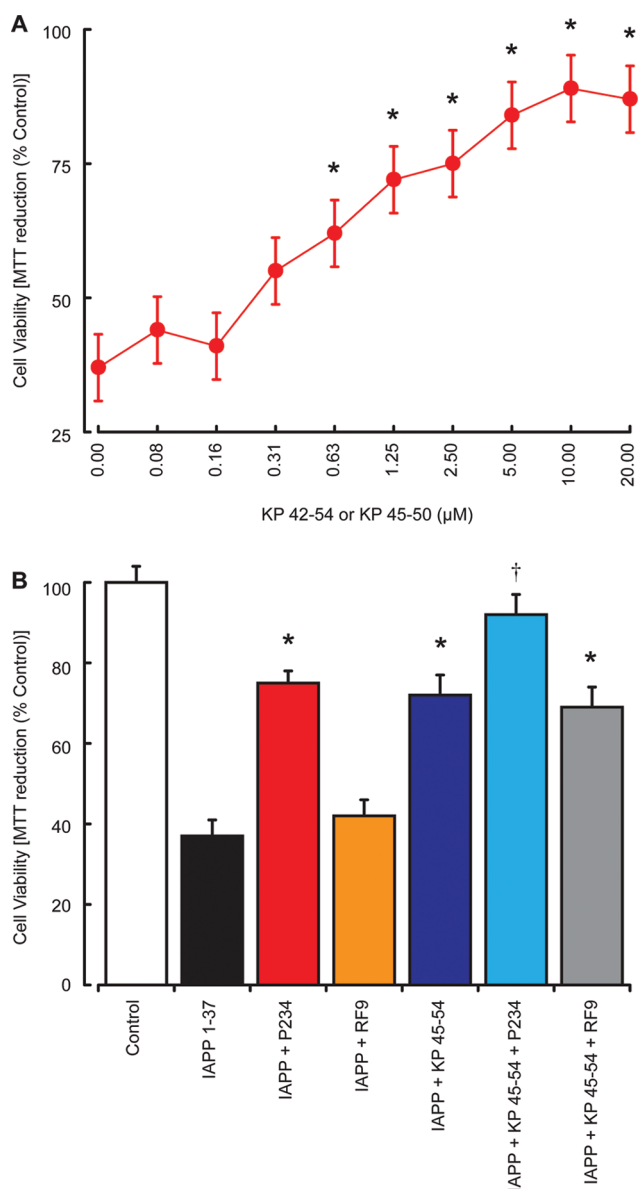 A
Cell Viability [MTT reduction (% Control)]
100
75
50
25
* * * * * *
0.00 0.08 0.16 0.31 0.63 1.25 2.50 5.00 10.00 20.00
KP 42-54 or KP 45-50 (µM)
B
Cell Viability [MTT reduction (% Control)]
100
80
60
40
20
0
* * † *
Control
IAPP 1-37
IAPP + P234
IAPP + RF9
IAPP + KP 45-54
IAPP + KP 45-54 + P234
IAPP + KP 45-54 + RF9